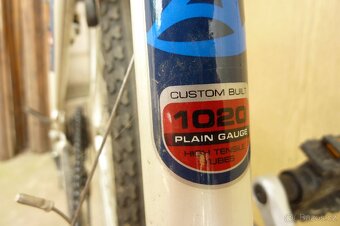 CUSTOM BUILT
1020
PLAIN GAUGE
HIGH TENSILE
TUBES